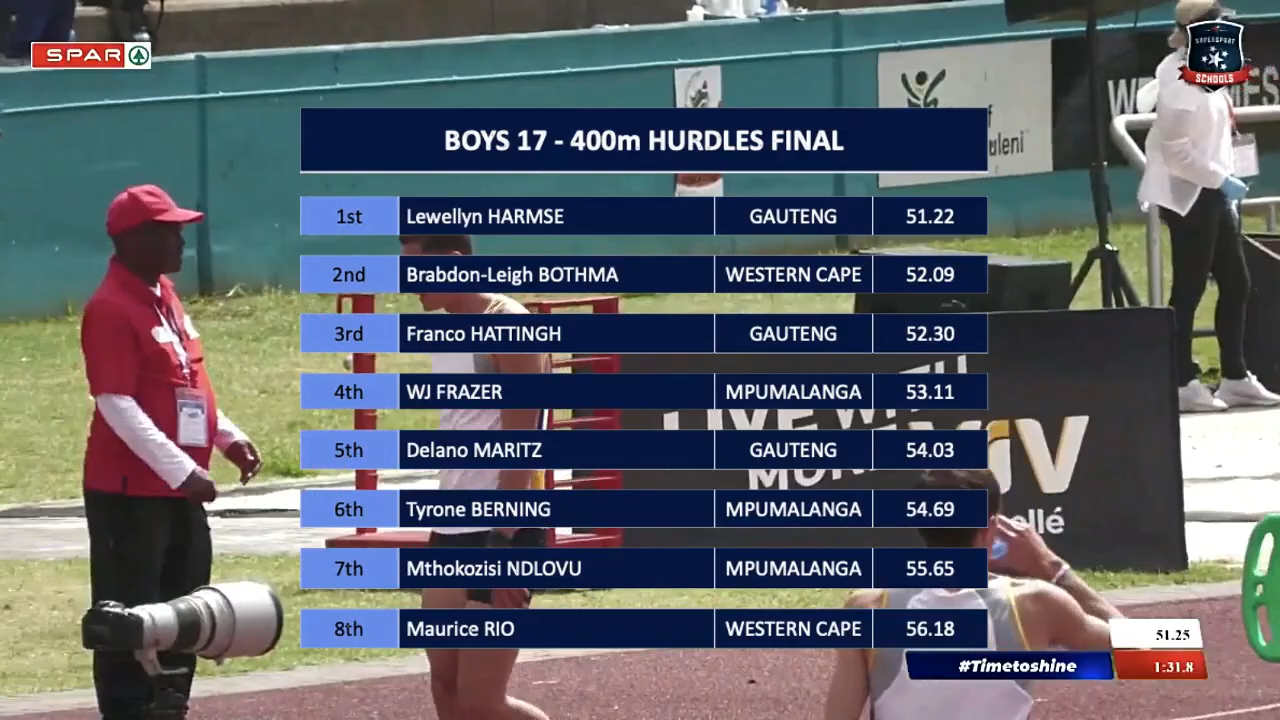 SPAR
SUPERSPORT
SCHOOLS
BOYS 17 - 400m HURDLES FINAL
1st Lewellyn HARMSE GAUTENG 51.22
2nd Brabdon-Leigh BOTHMA WESTERN CAPE 52.09
3rd Franco HATTINGH GAUTENG 52.30
4th WJ FRAZER MPUMALANGA 53.11
5th Delano MARITZ GAUTENG 54.03
6th Tyrone BERNING MPUMALANGA 54.69
7th Mthokozisi NDLOVU MPUMALANGA 55.65
8th Maurice RIO WESTERN CAPE 56.18
51.25
#Timetoshine 1:31.8
LIVE